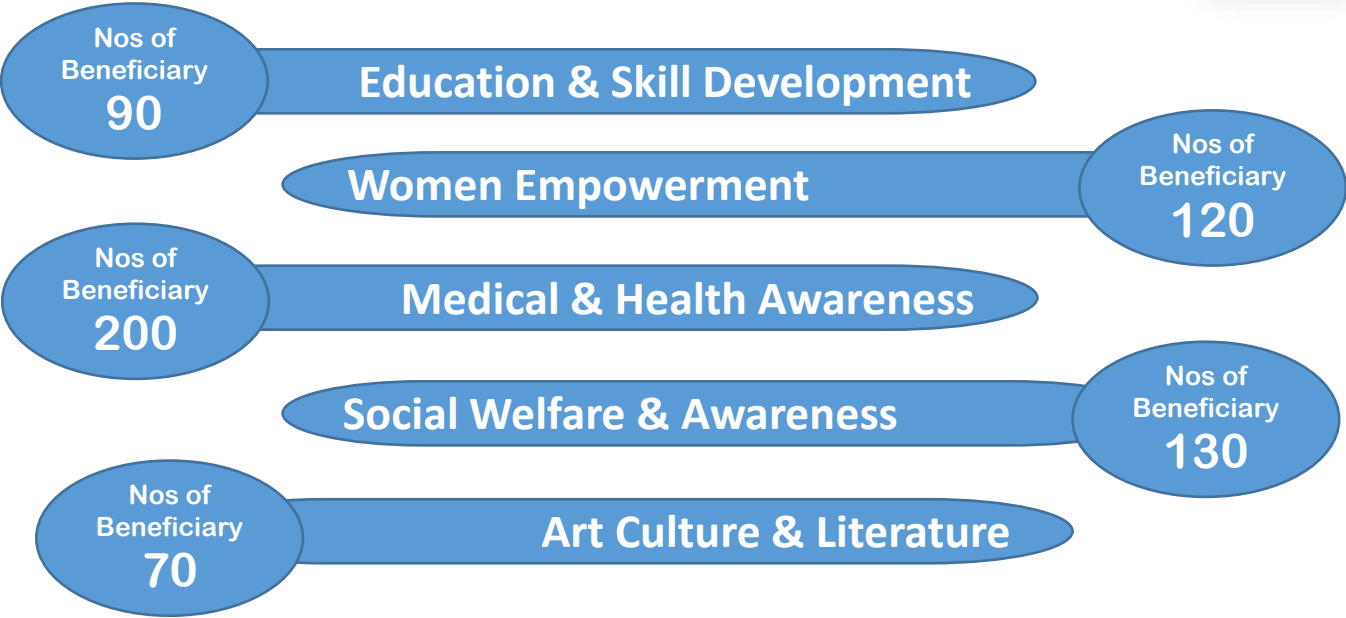 Nos of
Beneficiary
90
Education & Skill Development
Women Empowerment
Nos of
Beneficiary
120
Nos of
Beneficiary
200
Medical & Health Awareness
Social Welfare & Awareness
Nos of
Beneficiary
130
Nos of
Beneficiary
70
Art Culture & Literature